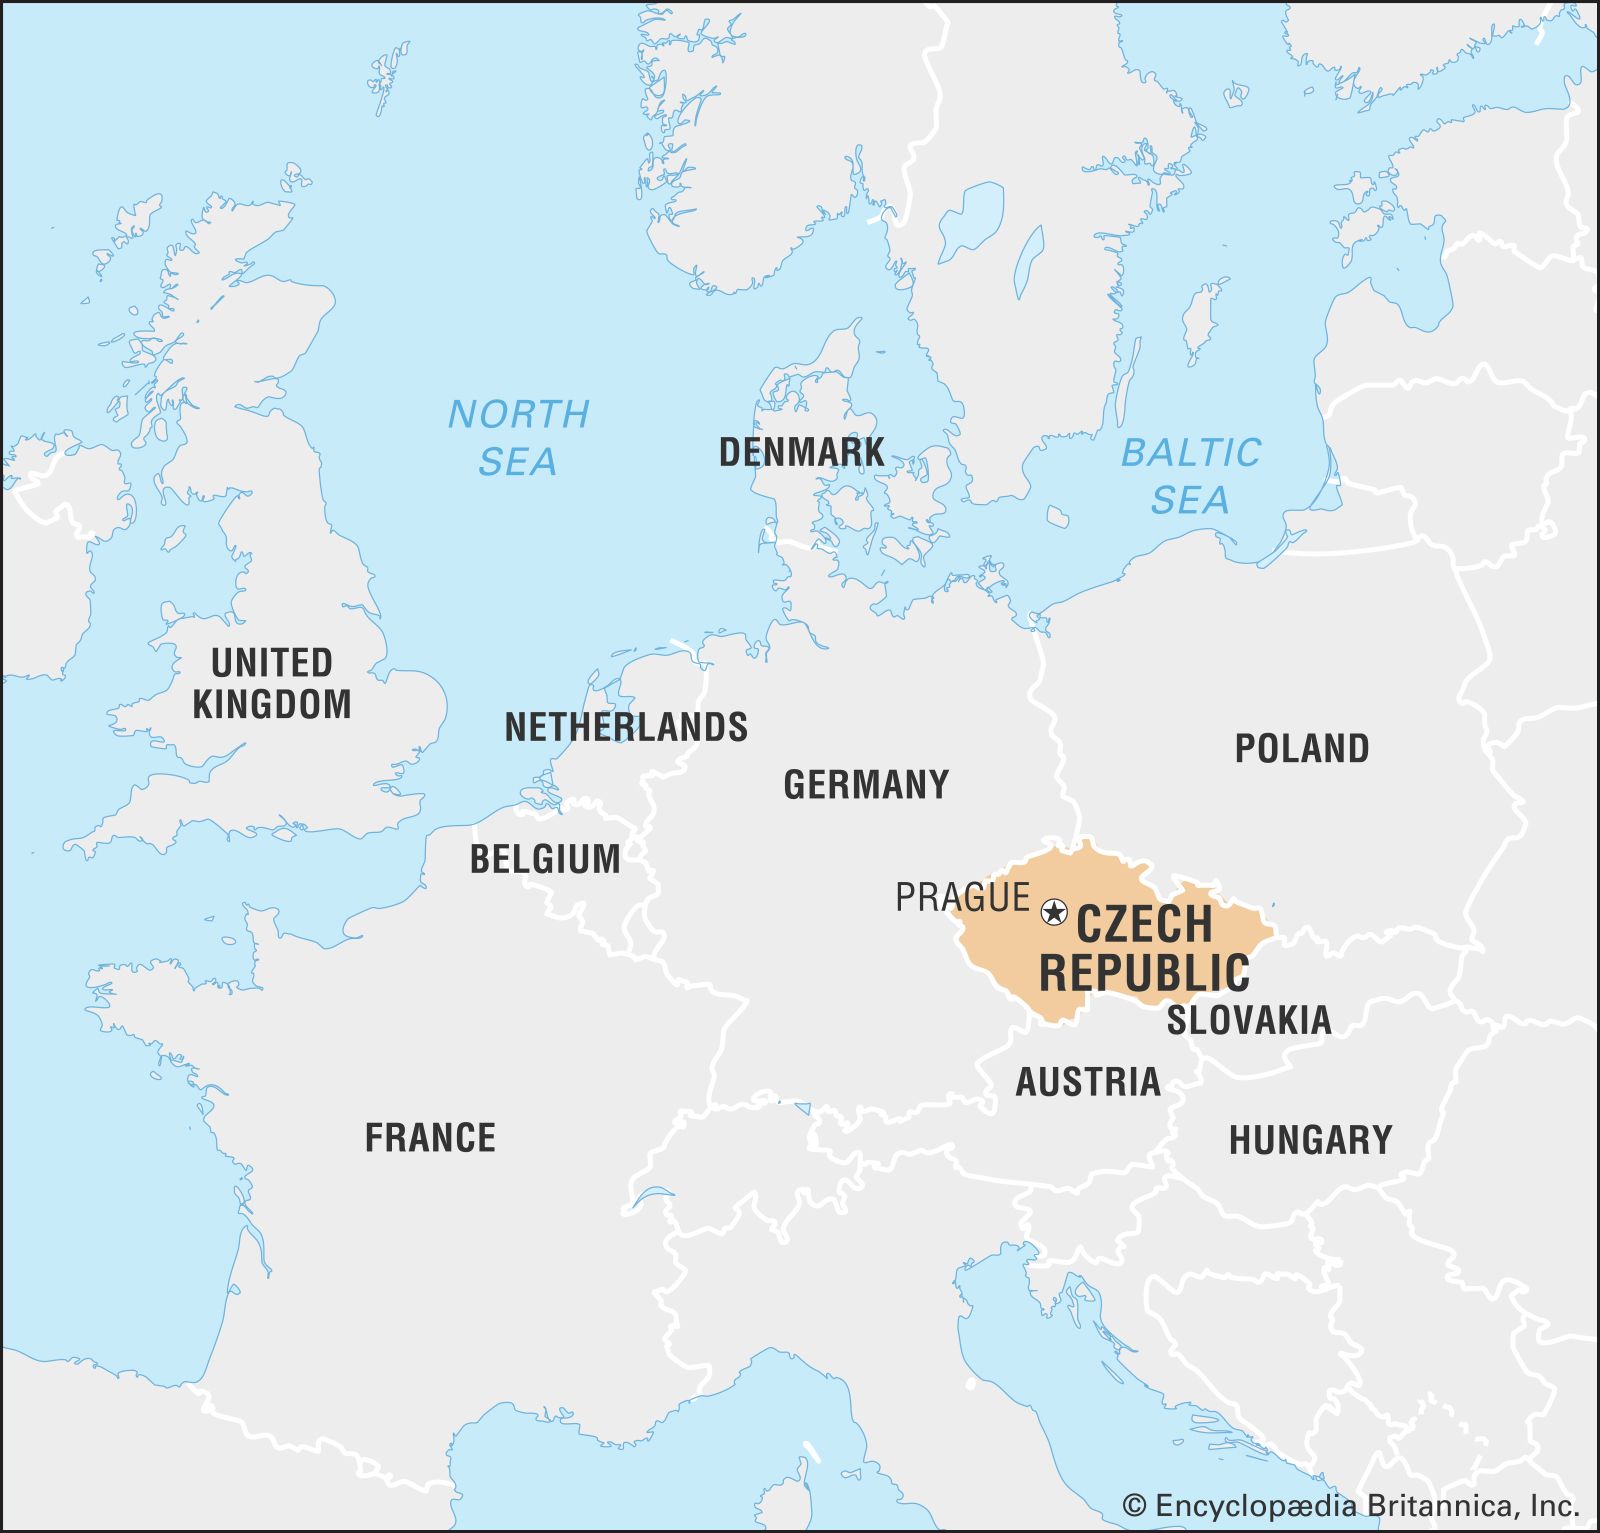 NORTH
SEA
DENMARK
BALTIC
SEA
UNITED
KINGDOM
NETHERLANDS
POLAND
GERMANY
BELGIUM
PRAGUE
CZECH
REPUBLIC
SLOVAKIA
AUSTRIA
FRANCE
HUNGARY
© Encyclopædia Britannica, Inc.